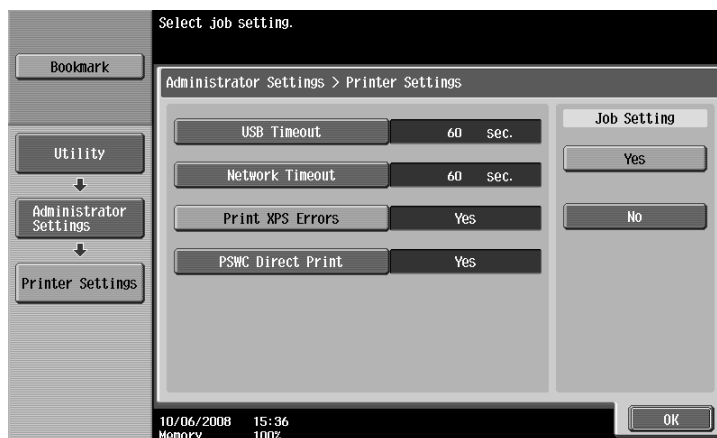 Select job setting.
Bookmark
Administrator Settings > Printer Settings
USB Timeout 60 sec.
Network Timeout 60 sec.
Print XPS Errors Yes
PSWC Direct Print Yes
Job Setting
Yes
No
Utility
Administrator
Settings
Printer Settings
10/06/2008 15:36
Memory 100%
OK